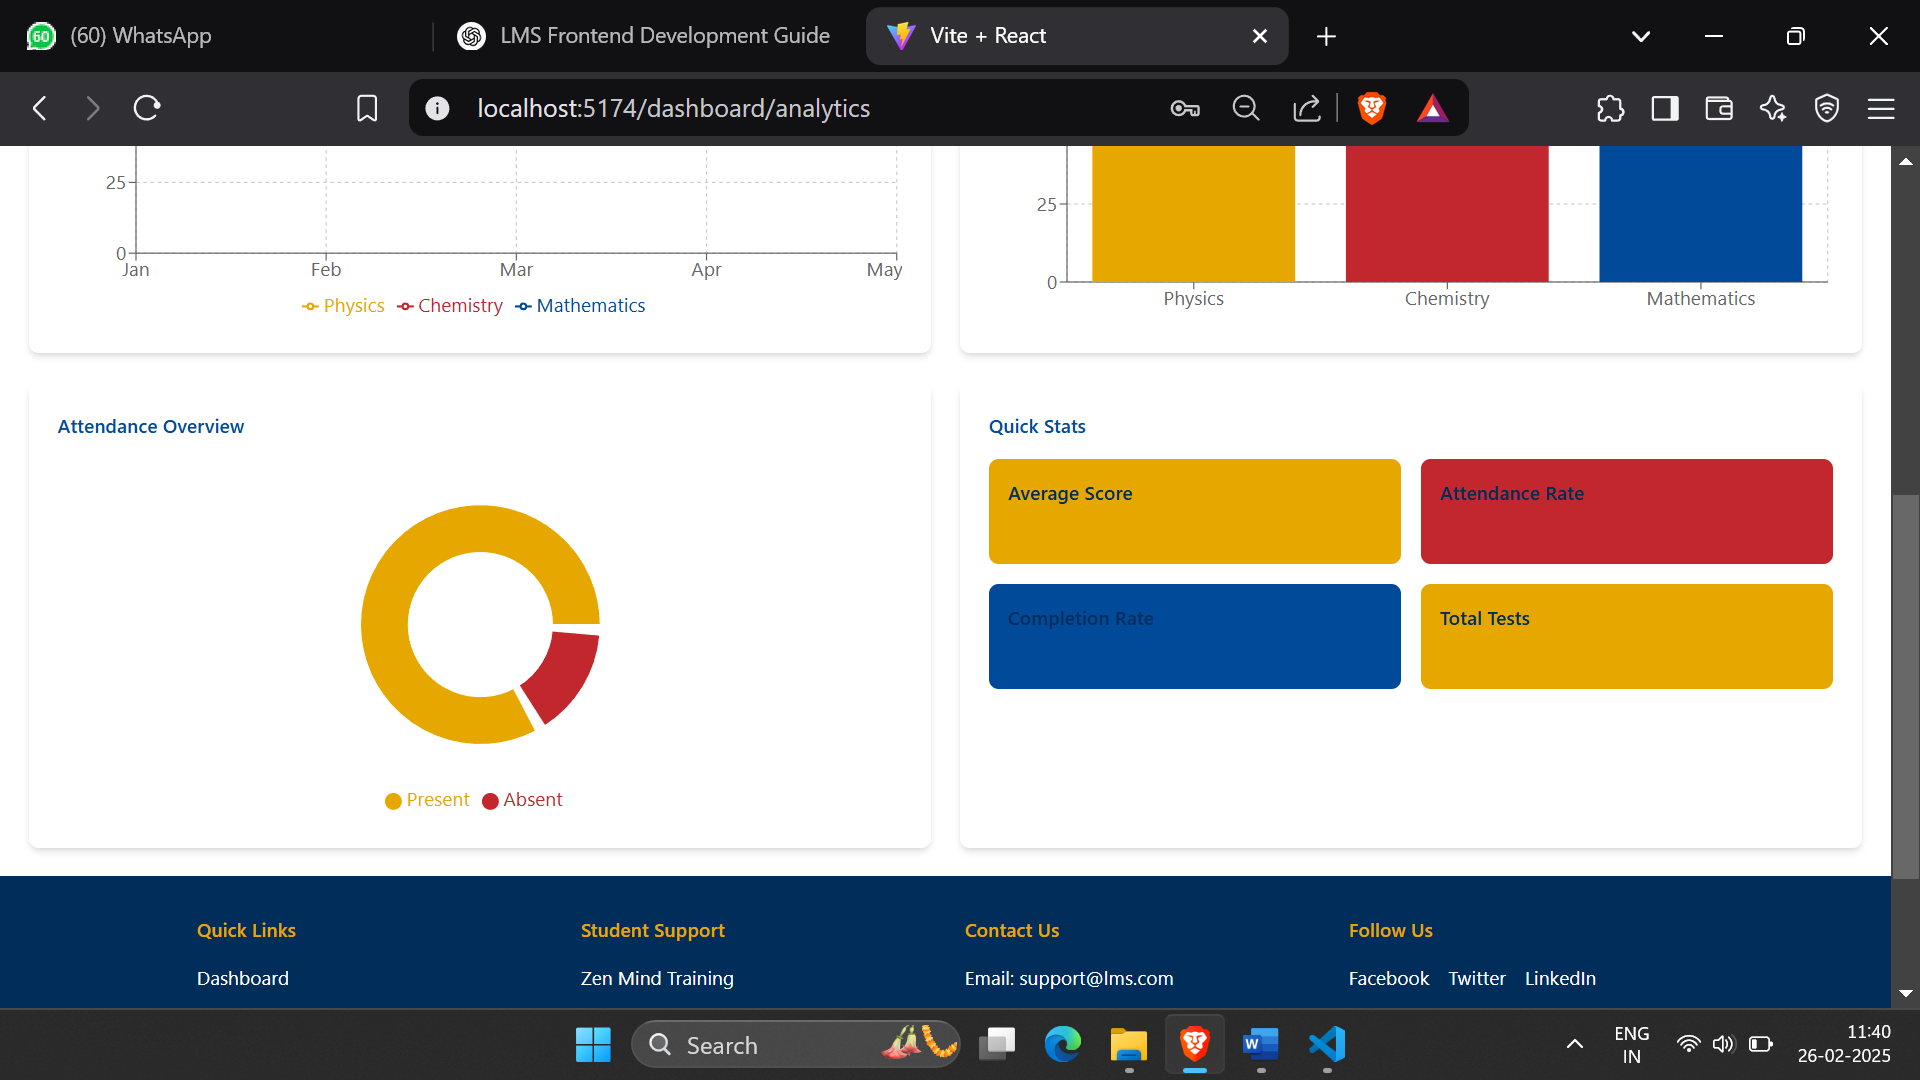 60 (60) WhatsApp
LMS Frontend Development Guide
Vite + React
localhost:5174/dashboard/analytics
25
0
Jan Feb Mar Apr May
Physics Chemistry Mathematics
25
0
Physics Chemistry Mathematics
Attendance Overview
Present Absent
Quick Stats
Average Score
Attendance Rate
Completion Rate
Total Tests
Quick Links
Dashboard
Student Support
Zen Mind Training
Contact Us
Email: support@lms.com
Follow Us
Facebook Twitter LinkedIn
Search
W
ENG
IN
11:40
26-02-2025